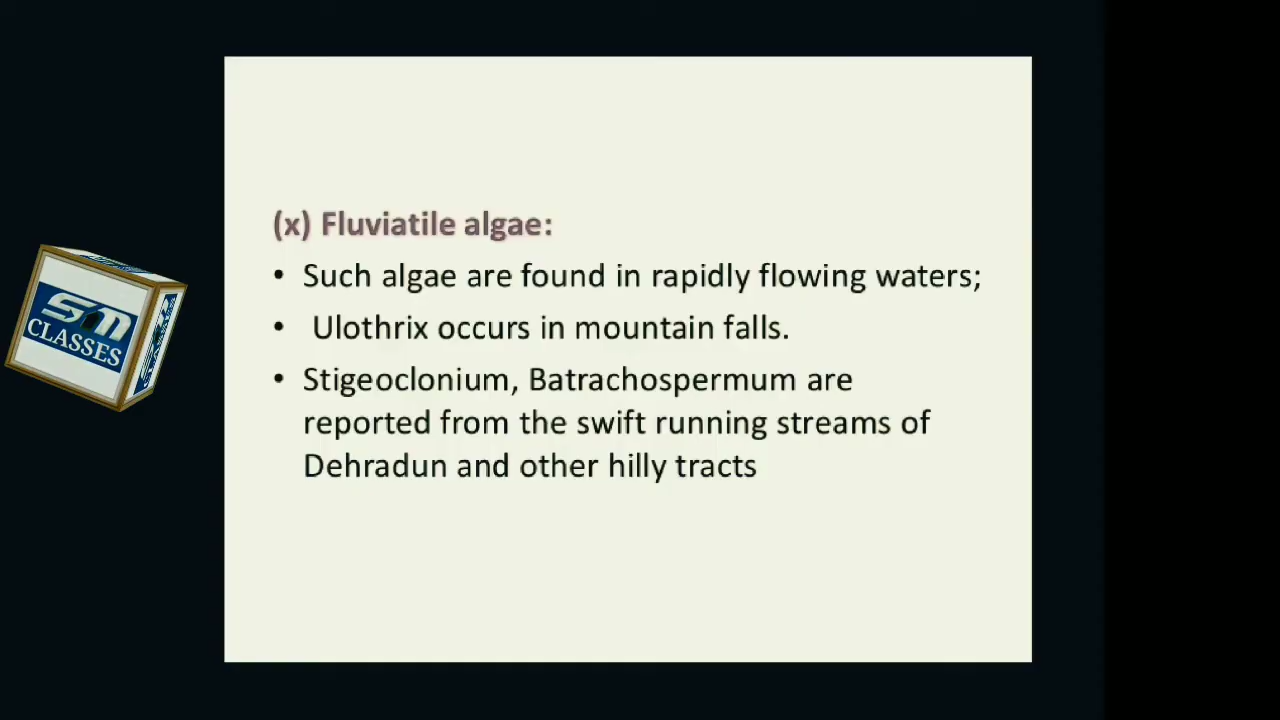 (x) Fluviatile algae:
• Such algae are found in rapidly flowing waters;
• Ulothrix occurs in mountain falls.
• Stigeoclonium, Batrachospermum are
reported from the swift running streams of
Dehradun and other hilly tracts
SN
CLASSES